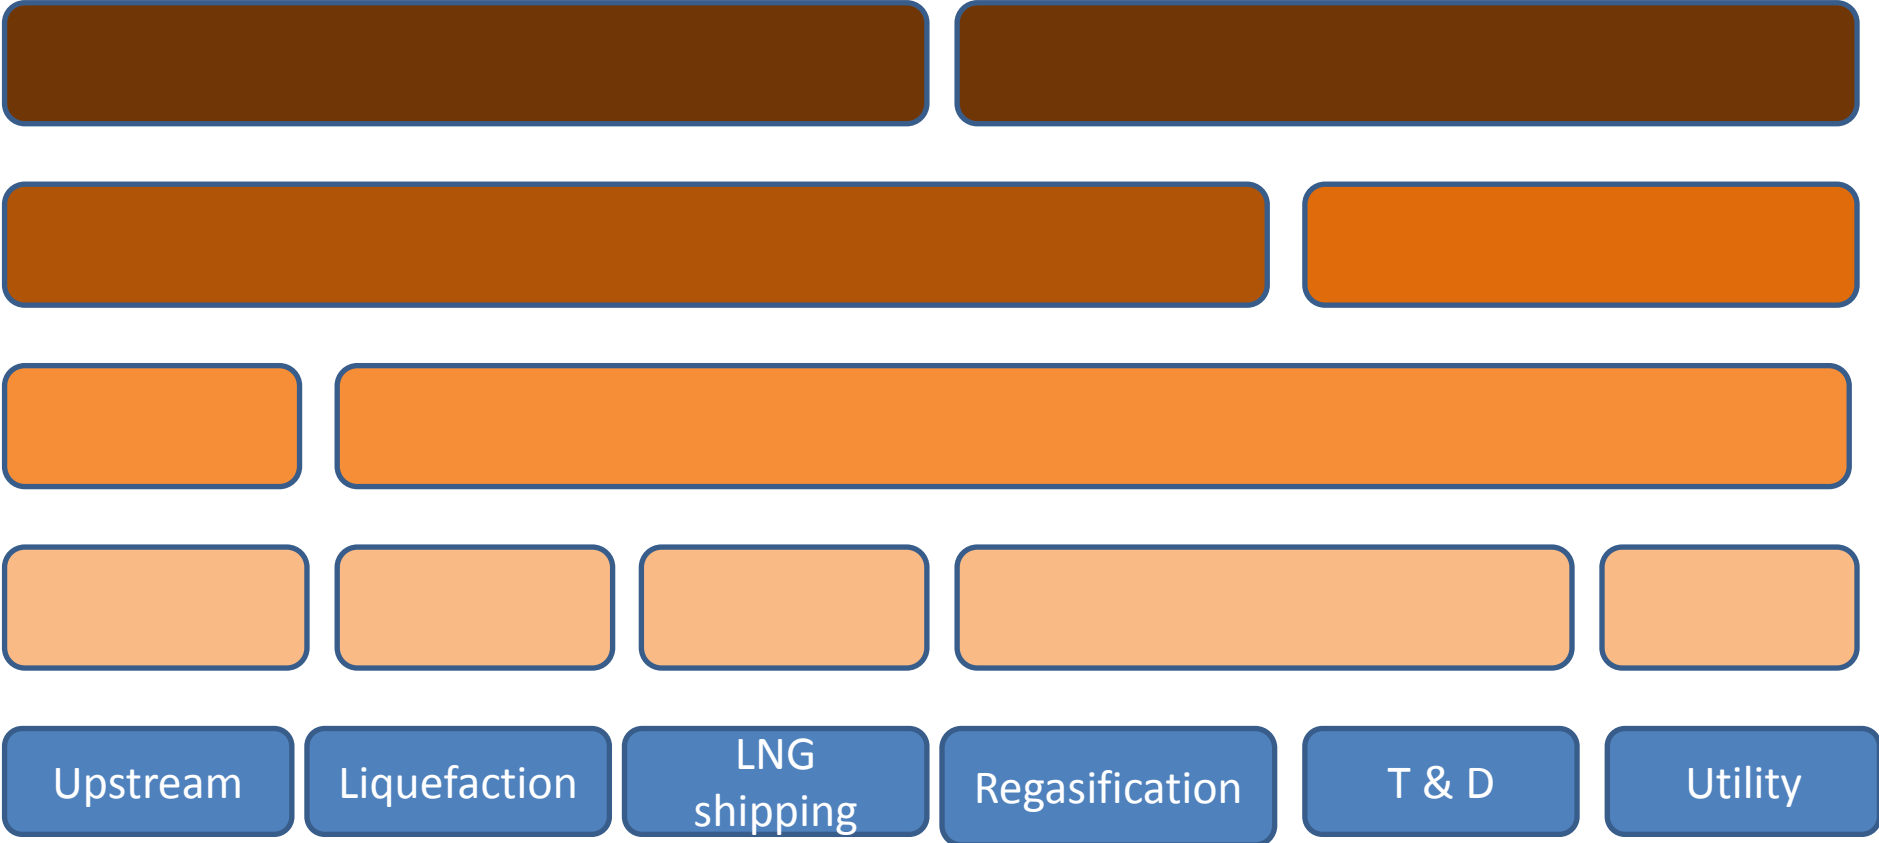 Upstream
Liquefaction
LNG
shipping
Regasification
T & D
Utility